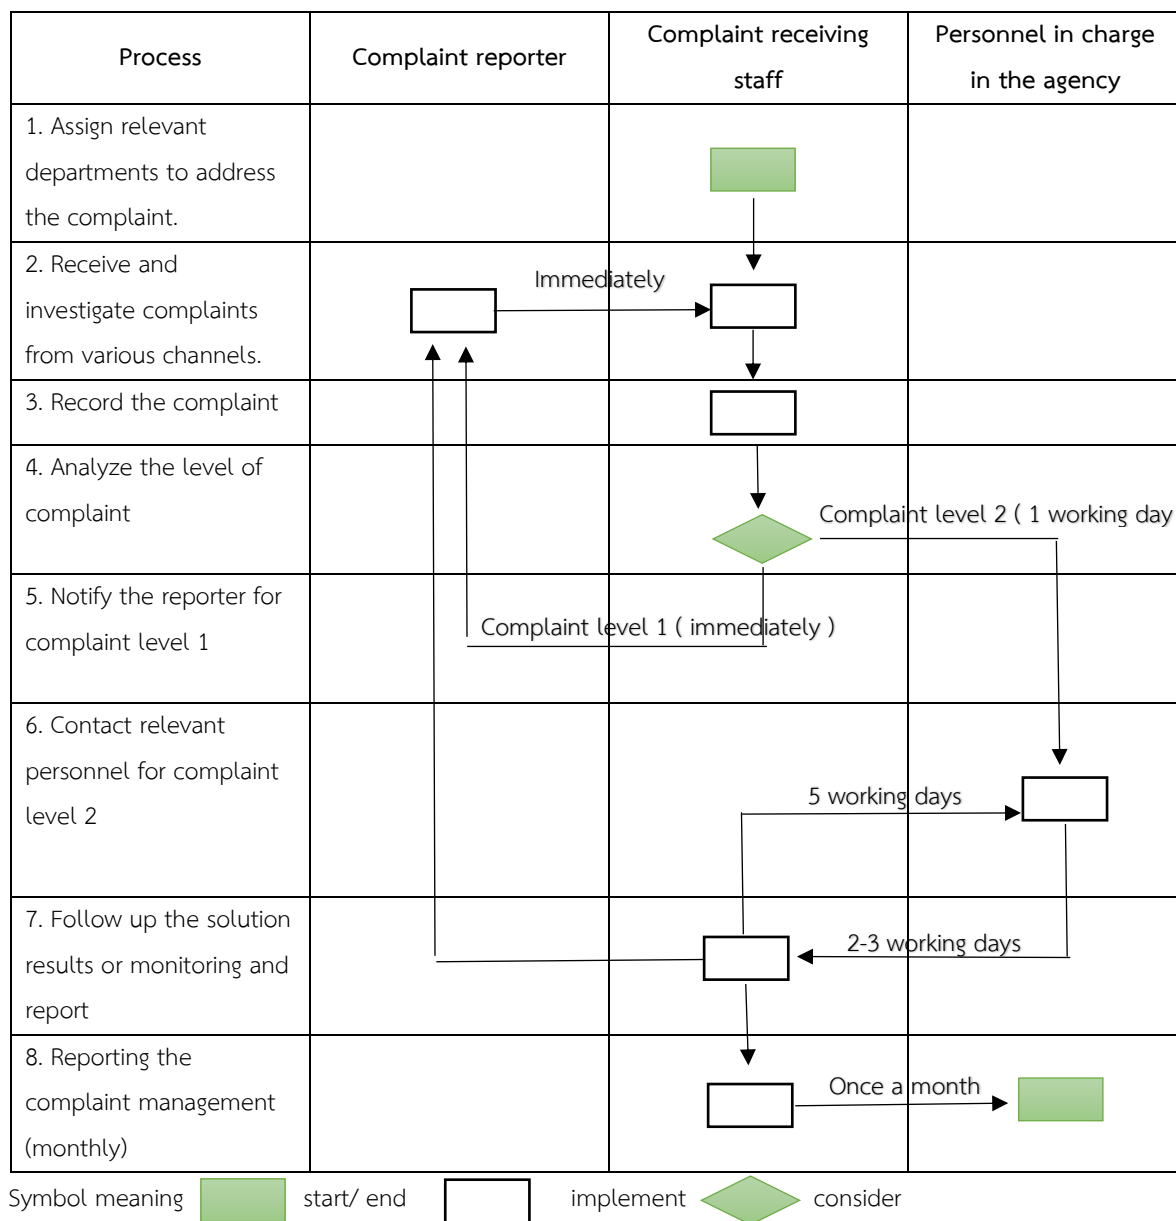 Process
Complaint reporter
Complaint receiving
staff
Personnel in charge
in the agency
1. Assign relevant
departments to address
the complaint.
2. Receive and
investigate complaints
from various channels.
Immediately
3. Record the complaint
4. Analyze the level of
complaint
Complaint level 2 ( 1 working day
5. Notify the reporter for
complaint level 1
Complaint level 1 ( immediately )
6. Contact relevant
personnel for complaint
level 2
5 working days
7. Follow up the solution
results or monitoring and
report
2-3 working days
8. Reporting the
complaint management
(monthly)
Once a month
Symbol meaning start/ end implement consider